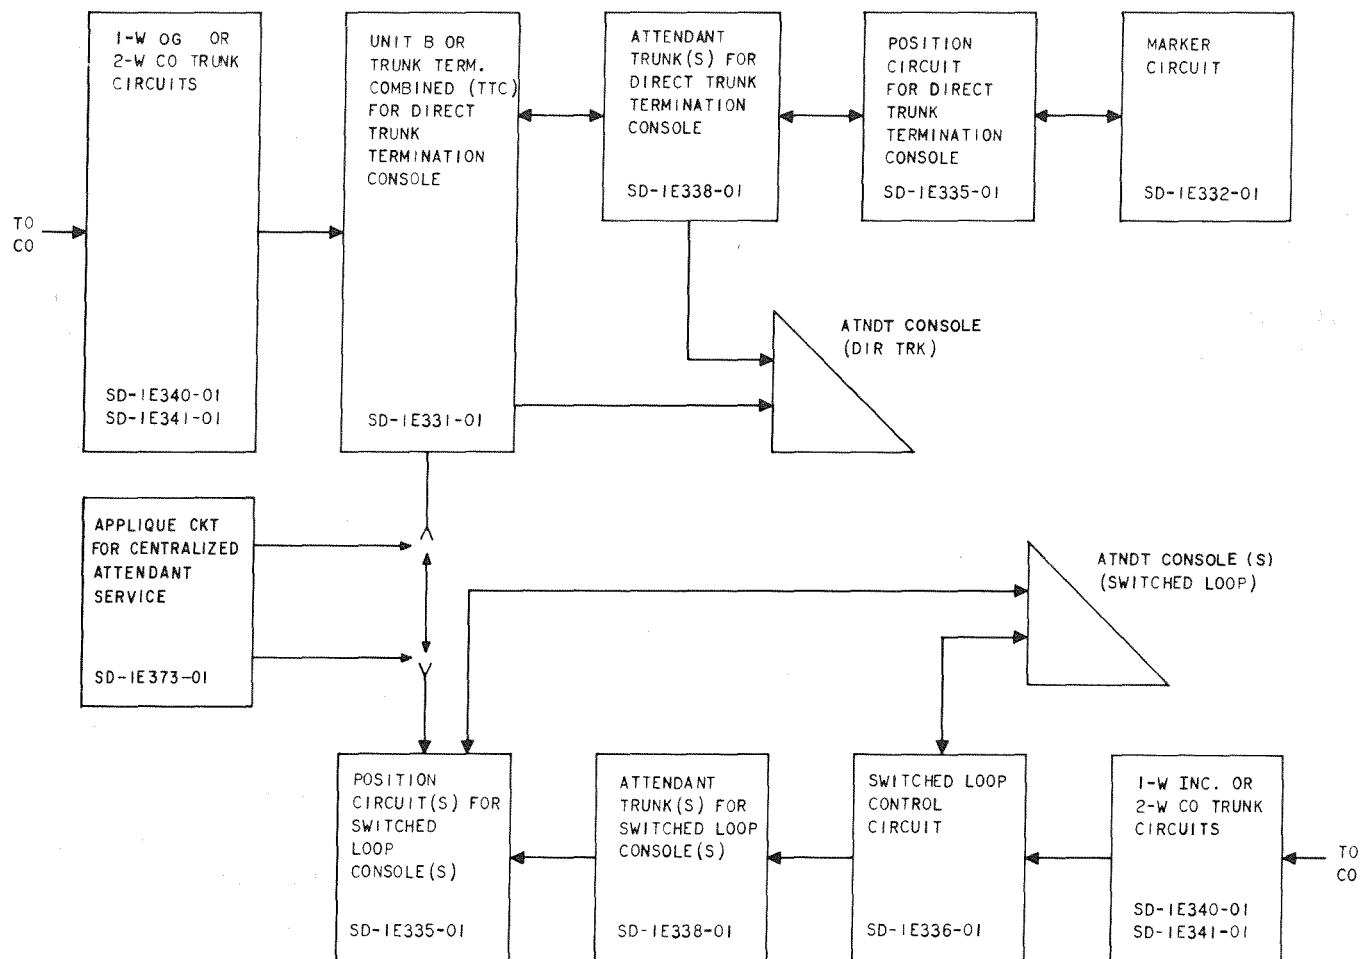 1-W OG OR
2-W CO TRUNK
CIRCUITS
SD-1E340-01
SD-1E341-01
TO
CO
UNIT B OR
TRUNK TERM.
COMBINED (TTC)
FOR DIRECT
TRUNK
TERMINATION
CONSOLE
SD-1E331-01
ATTENDANT
TRUNK(S) FOR
DIRECT TRUNK
TERMINATION
CONSOLE
SD-1E338-01
POSITION
CIRCUIT
FOR DIRECT
TRUNK
TERMINATION
CONSOLE
SD-1E335-01
MARKER
CIRCUIT
SD-1E332-01
ATNDT CONSOLE
(DIR TRK)
APPLIQUE CKT
FOR CENTRALIZED
ATTENDANT
SERVICE
SD-1E373-01
ATNDT CONSOLE (S)
(SWITCHED LOOP)
POSITION
CIRCUIT(S) FOR
SWITCHED
LOOP
CONSOLE(S)
SD-1E335-01
ATTENDANT
TRUNK(S) FOR
SWITCHED LOOP
CONSOLE(S)
SD-1E338-01
SWITCHED LOOP
CONTROL
CIRCUIT
SD-1E336-01
1-W INC. OR
2-W CO TRUNK
CIRCUITS
SD-1E340-01
SD-1E341-01
TO
CO